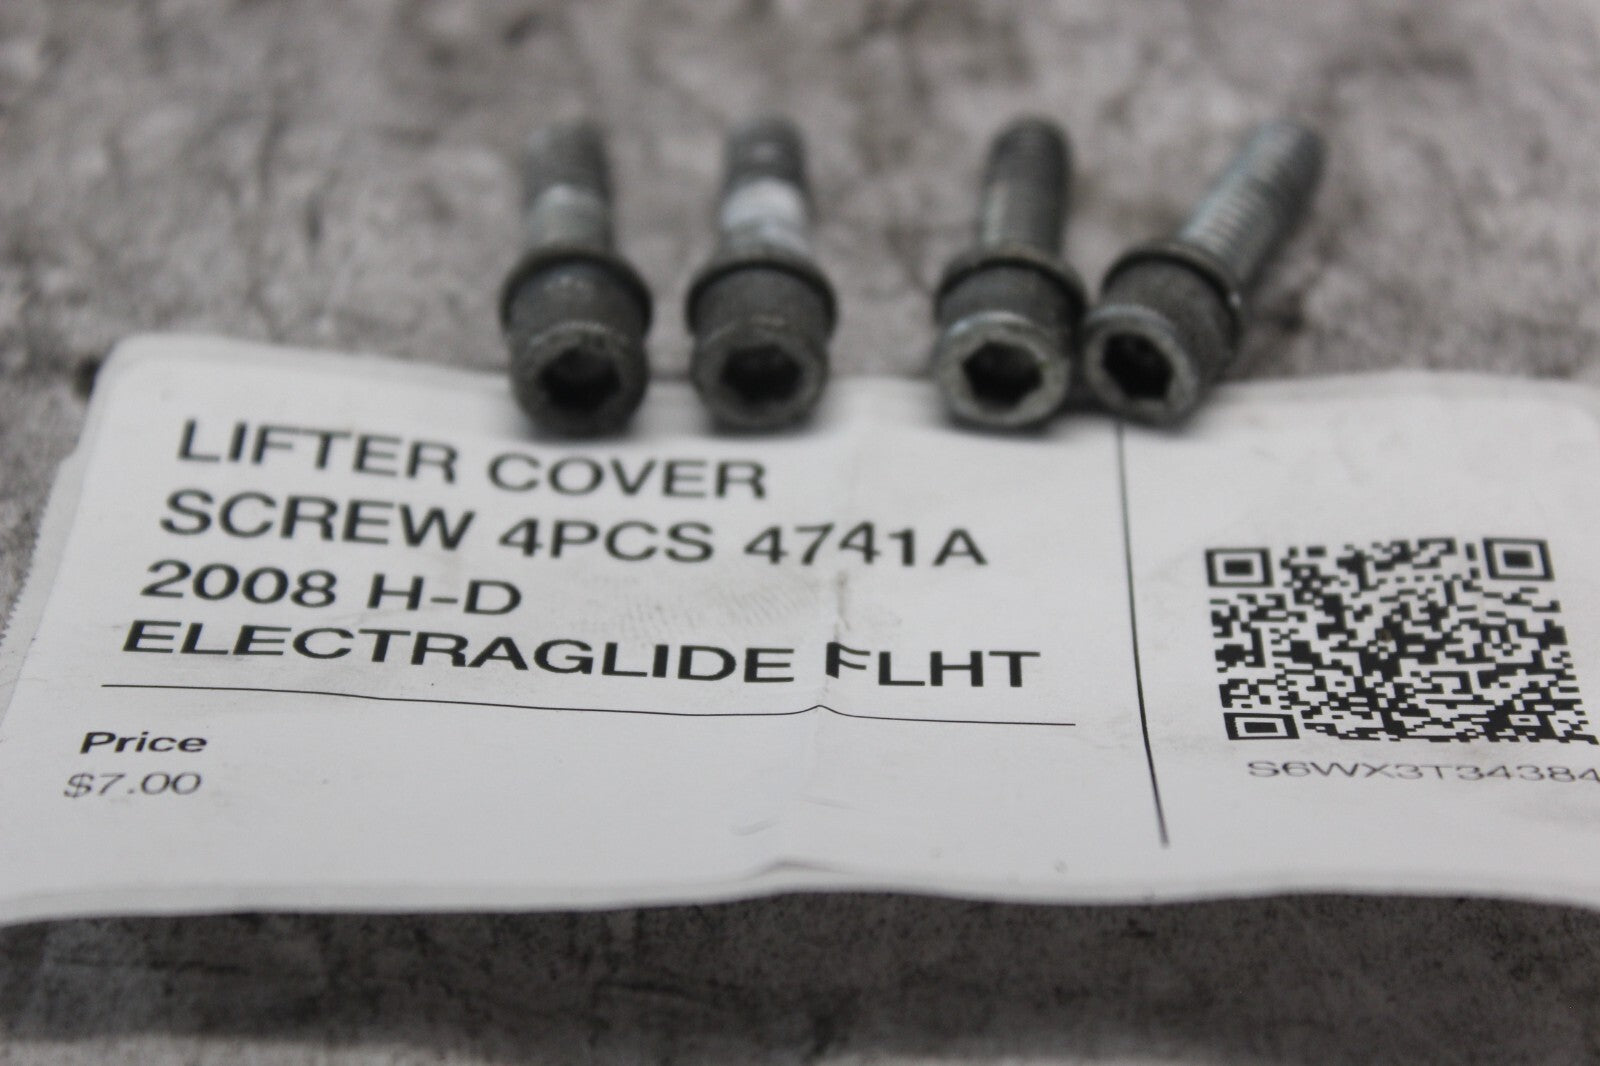 LIFTER COVER
SCREW 4PCS 4741A
2008 H-D
ELECTRAGLIDE FLHT
Price
$7.00
S6WX3T34384